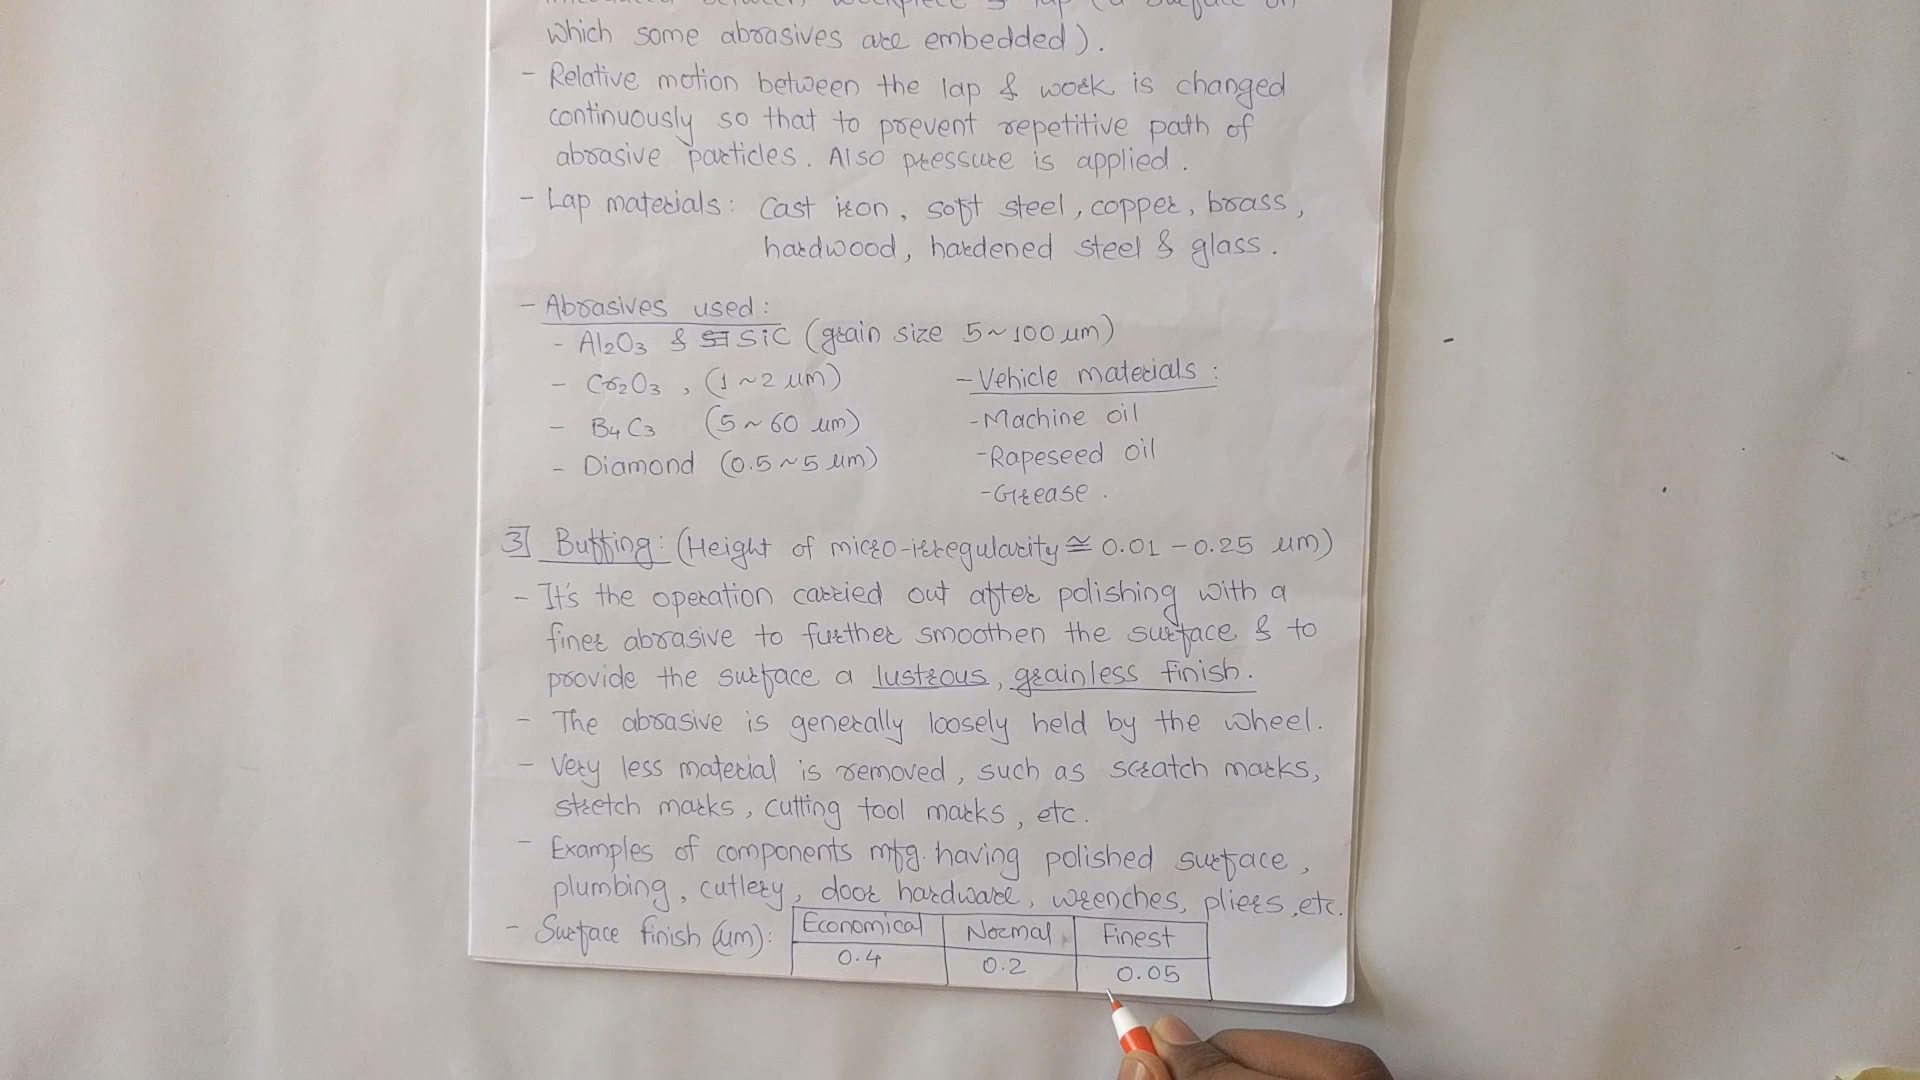 which some abrasives are embedded).
- Relative motion between the lap & work is changed
continuously so that to prevent repetitive path of
abrasive particles. Also pressure is applied.
- Lap materials: Cast iron, soft steel, copper, brass,
hardwood, hardened steel & glass.
- Abrasives used:
- Al2O3 & SiC (grain size 5~100 μm)
- Cr2O3, (1~2 μm)
- B4C3 (5~60 μm)
- Diamond (0.5~5 μm)
- Vehicle materials:
- Machine oil
- Rapeseed oil
- Grease.
3] Buffing: (Height of micro-irregularity ≅ 0.01 - 0.25 μm)
- It's the operation carried out after polishing with a
finer abrasive to further smoothen the surface & to
provide the surface a lustrous, grainless finish.
- The abrasive is generally loosely held by the wheel.
- Very less material is removed, such as scratch marks,
stretch marks, cutting tool marks, etc.
- Examples of components mfg. having polished surface,
plumbing, cutlery, door hardware, wrenches, pliers, etc.
- Surface finish (μm): Economical Normal Finest
0.4 0.2 0.05